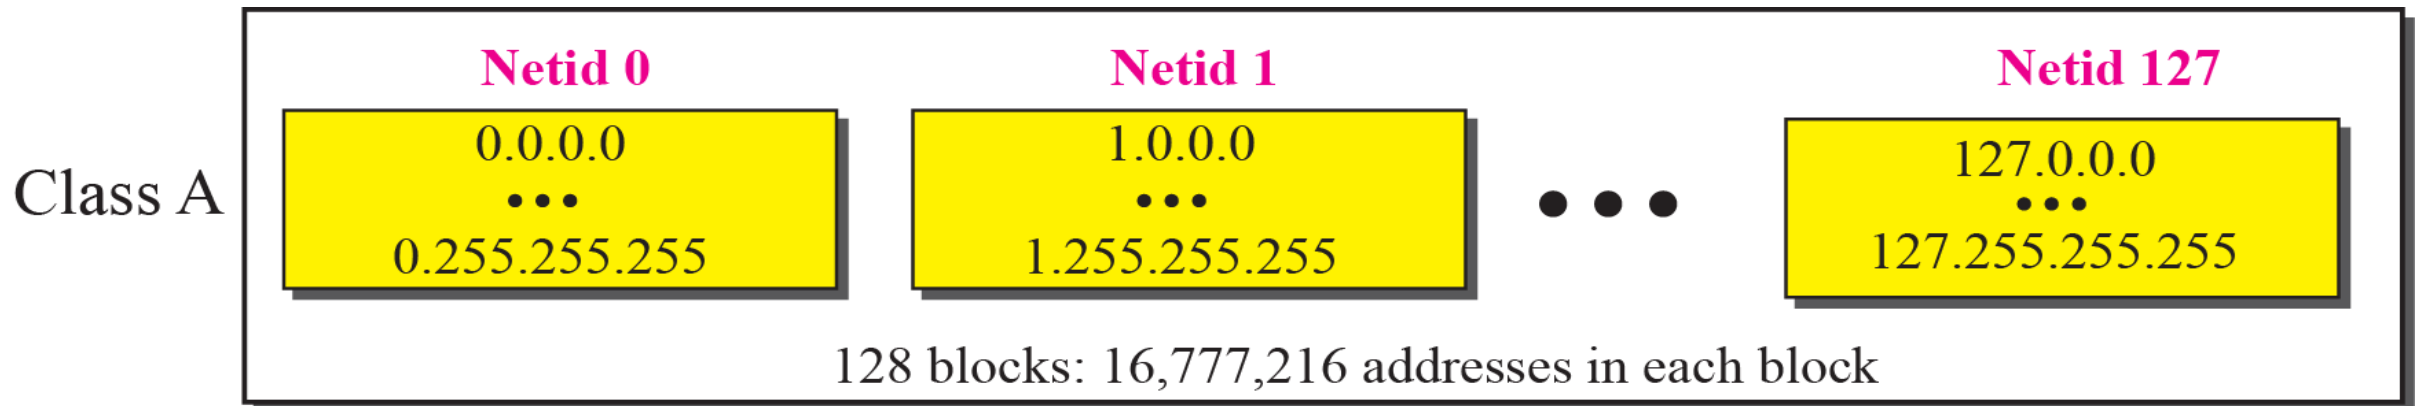 Class A
Netid 0
0.0.0.0
•••
0.255.255.255
Netid 1
1.0.0.0
•••
1.255.255.255
•••
Netid 127
127.0.0.0
•••
127.255.255.255
128 blocks: 16,777,216 addresses in each block